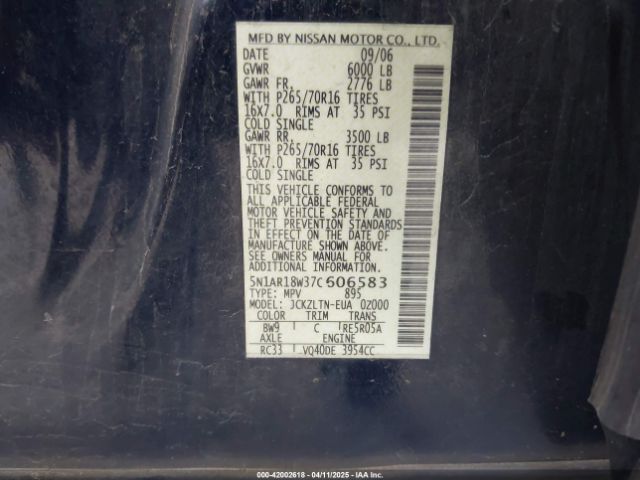 MFD BY NISSAN MOTOR CO., LTD.
DATE 09/06
GVWR 6000 LB
GAWR FR. 2776 LB
WITH P265/70R16 TIRES
16X7.0 RIMS AT 35 PSI
COLD SINGLE
GAWR RR. 3500 LB
WITH P265/70R16 TIRES
16X7.0 RIMS AT 35 PSI
COLD SINGLE
THIS VEHICLE CONFORMS TO
ALL APPLICABLE FEDERAL
MOTOR VEHICLE SAFETY AND
THEFT PREVENTION STANDARDS
IN EFFECT ON THE DATE OF
MANUFACTURE SHOWN ABOVE.
SEE OWNERS MANUAL FOR
ADDITIONAL INFORMATION.
5N1AR18W37C606583
TYPE: MPV 895
MODEL: JCKZLTN-EUA 0Z000
COLOR TRIM TRANS
BW9 C RE5R05A
AXLE ENGINE
RC33 VQ40DE 3954CC
000-42002618 - 04/11/2025 - IAAI, Inc.